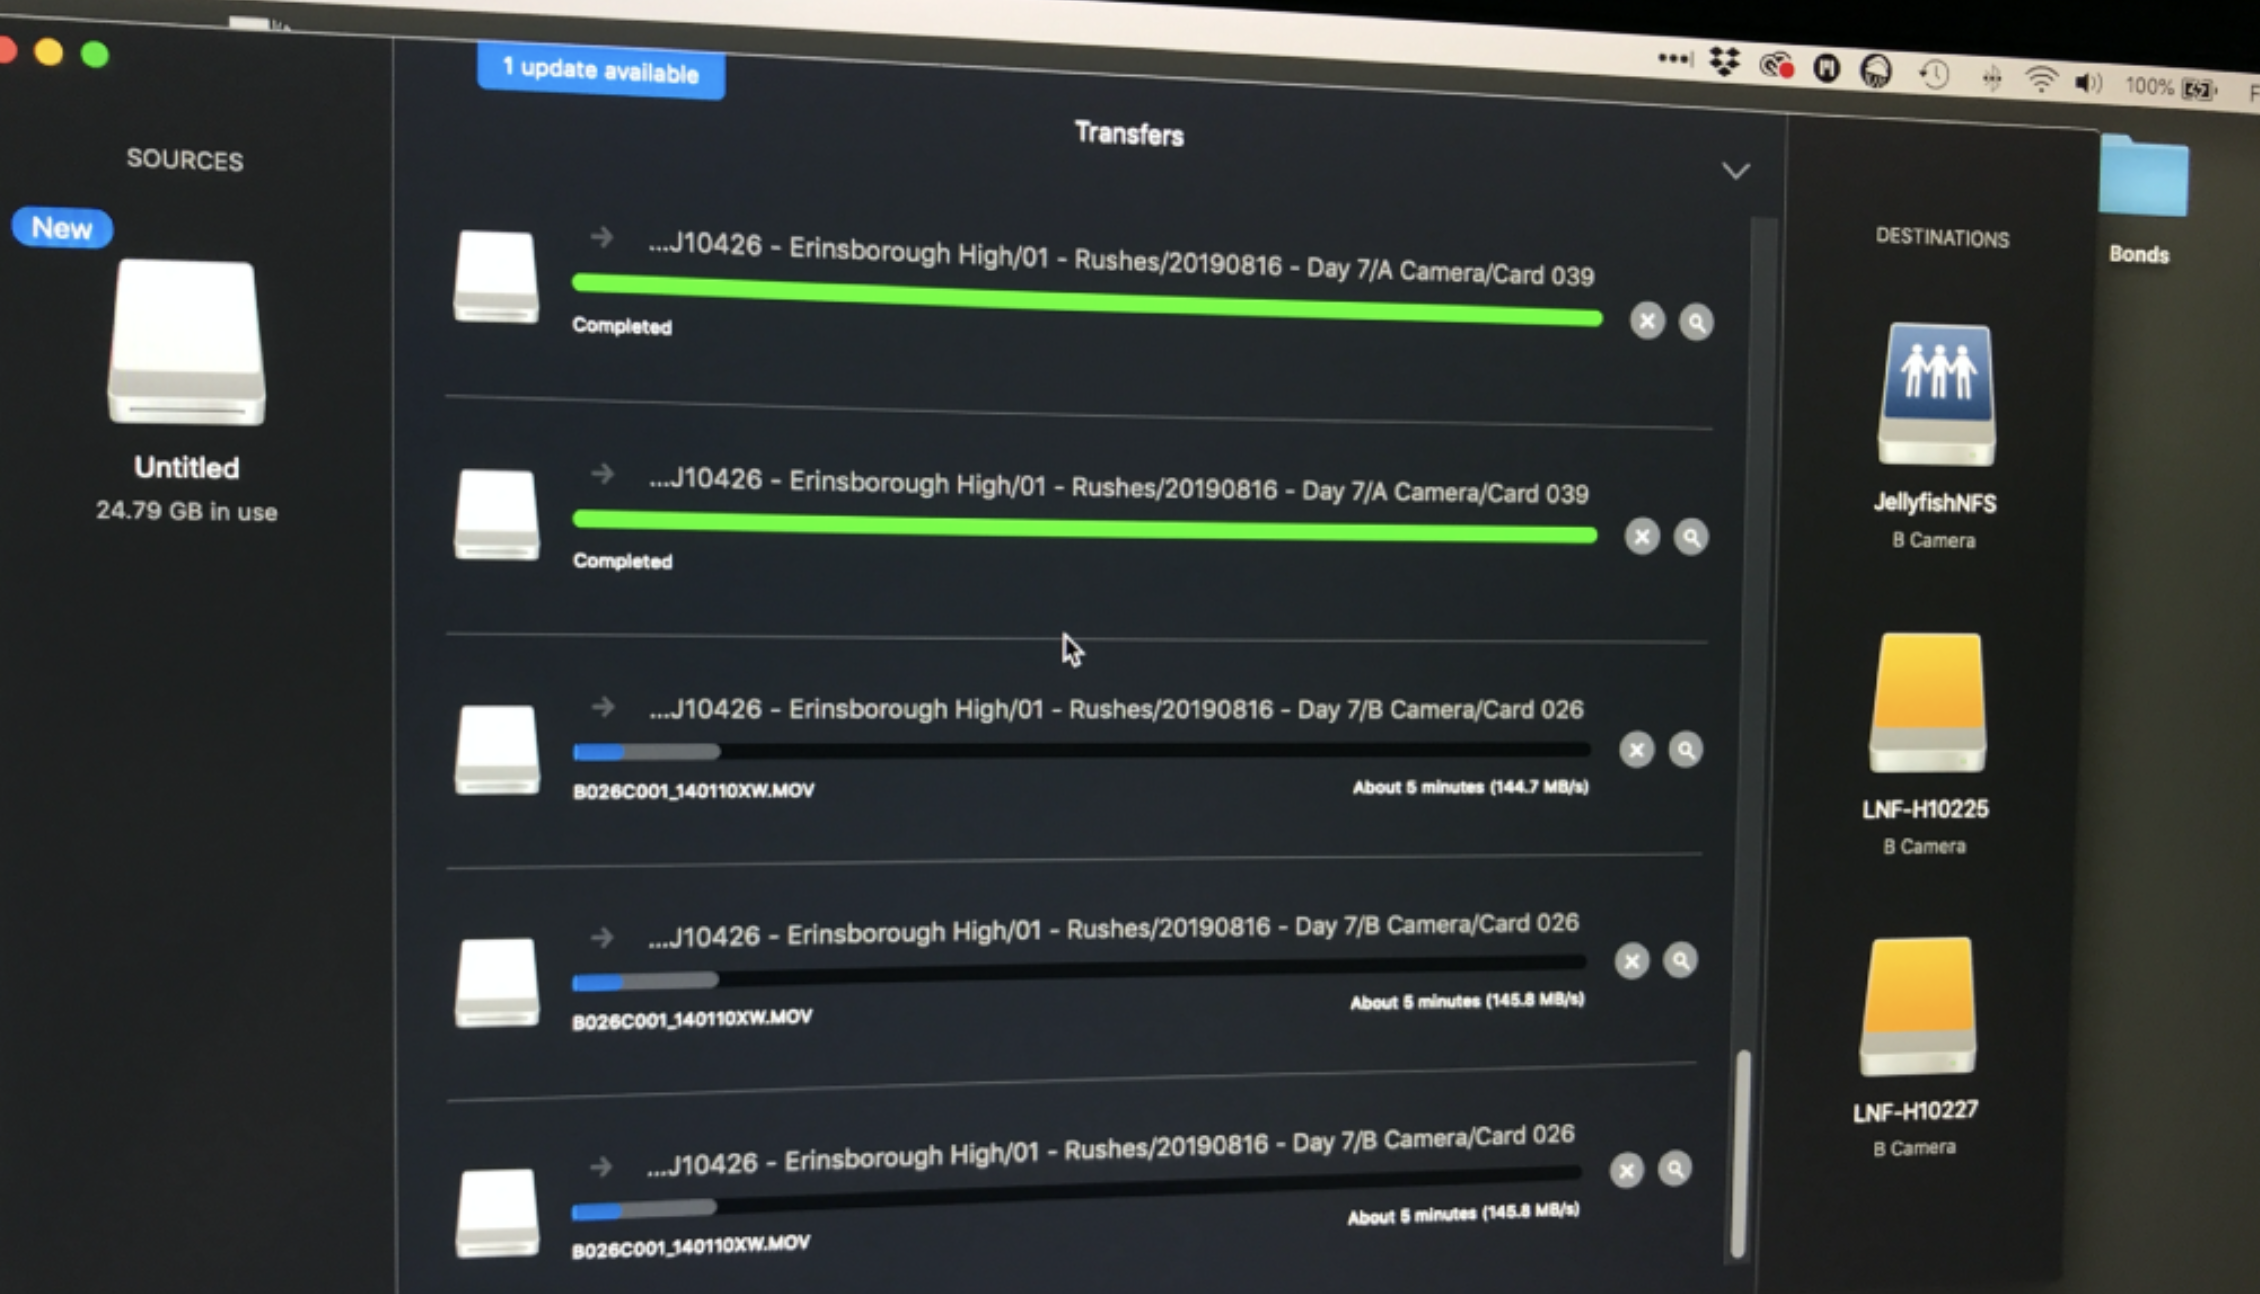 1 update available
100%
SOURCES
New
Untitled
24.79 GB in use
Transfers
...J10426 - Erinsborough High/01 - Rushes/20190816 - Day 7/A Camera/Card 039
Completed
...J10426 - Erinsborough High/01 - Rushes/20190816 - Day 7/A Camera/Card 039
Completed
...J10426 - Erinsborough High/01 - Rushes/20190816 - Day 7/B Camera/Card 026
B026C001_140110XW.MOV
About 5 minutes (144.7 MB/s)
...J10426 - Erinsborough High/01 - Rushes/20190816 - Day 7/B Camera/Card 026
B026C001_140110XW.MOV
About 5 minutes (145.8 MB/s)
...J10426 - Erinsborough High/01 - Rushes/20190816 - Day 7/B Camera/Card 026
B026C001_140110XW.MOV
About 5 minutes (145.8 MB/s)
DESTINATIONS
JellyfishNFS
B Camera
LNF-H10225
B Camera
LNF-H10227
B Camera
Bonds